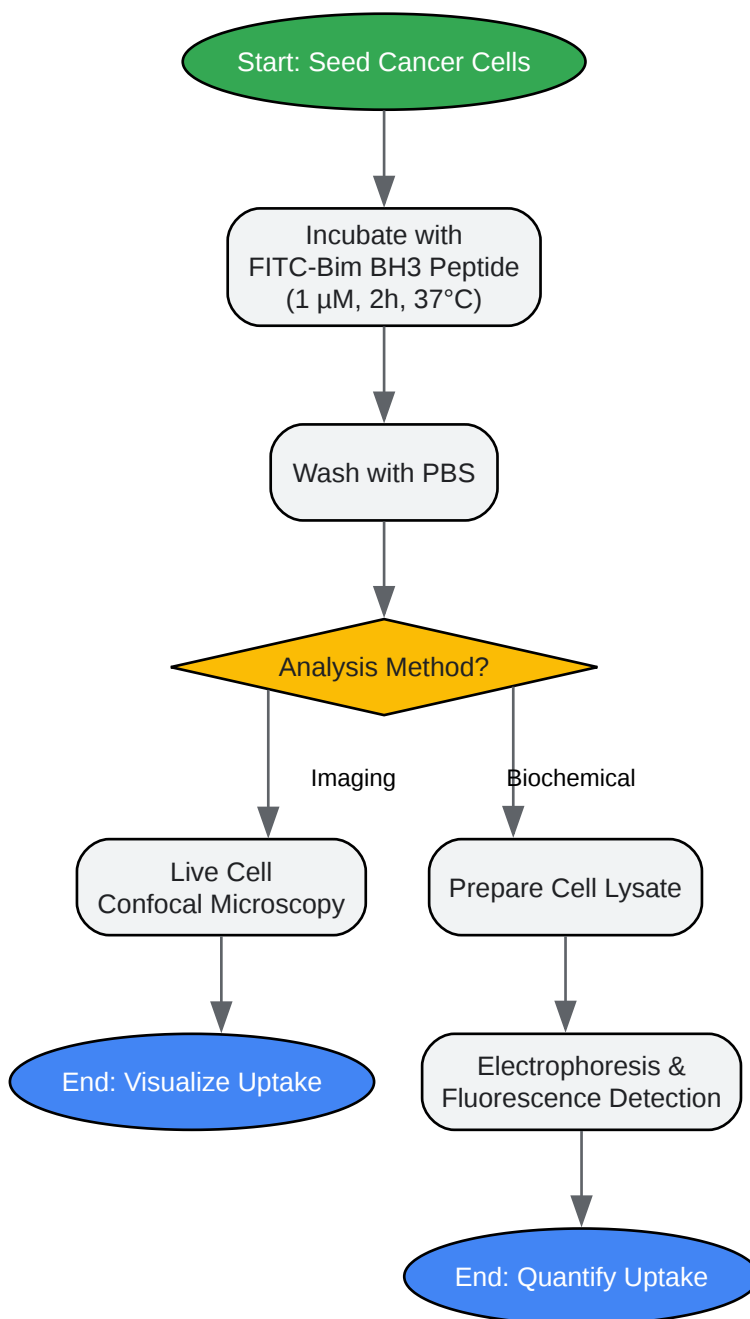 Start: Seed Cancer Cells
Incubate with
FITC-Bim BH3 Peptide
(1 µM, 2h, 37°C)
Wash with PBS
Analysis Method?
Imaging
Biochemical
Live Cell
Confocal Microscopy
Prepare Cell Lysate
End: Visualize Uptake
Electrophoresis &
Fluorescence Detection
End: Quantify Uptake